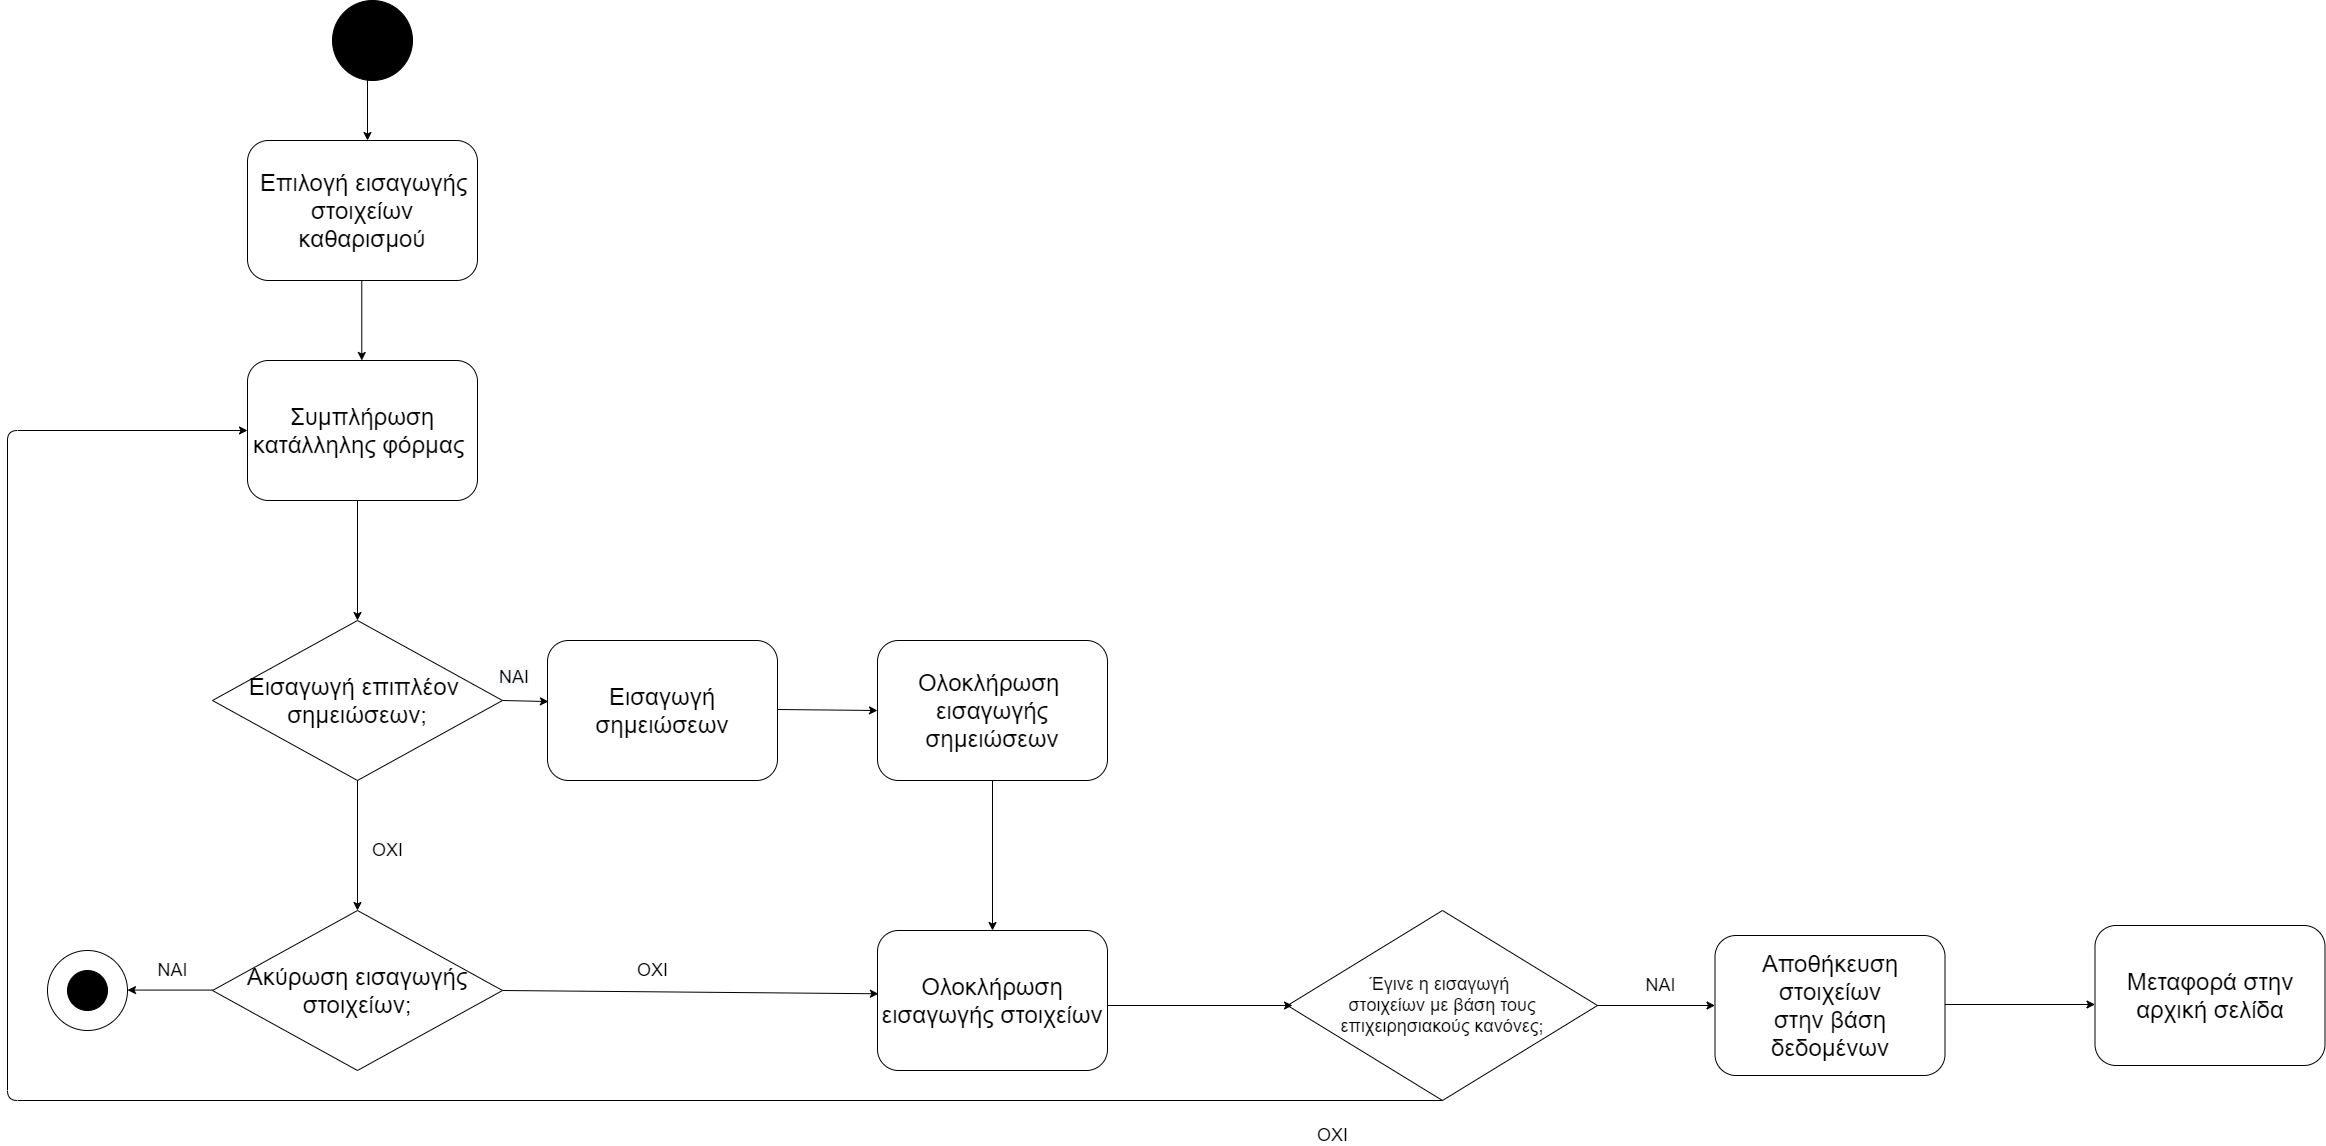 Επιλογή εισαγωγής
στοιχείων
καθαρισμού
Συμπλήρωση
κατάλληλης φόρμας
Εισαγωγή επιπλέον
σημειώσεων;
ΝΑΙ
Εισαγωγή
σημειώσεων
Ολοκλήρωση
εισαγωγής
σημειώσεων
ΟΧΙ
Ακύρωση εισαγωγής
στοιχείων;
ΝΑΙ
ΟΧΙ
Ολοκλήρωση
εισαγωγής στοιχείων
Έγινε η εισαγωγή
στοιχείων με βάση τους
επιχειρησιακούς κανόνες;
ΝΑΙ
Αποθήκευση
στοιχείων
στην βάση
δεδομένων
Μεταφορά στην
αρχική σελίδα
ΟΧΙ